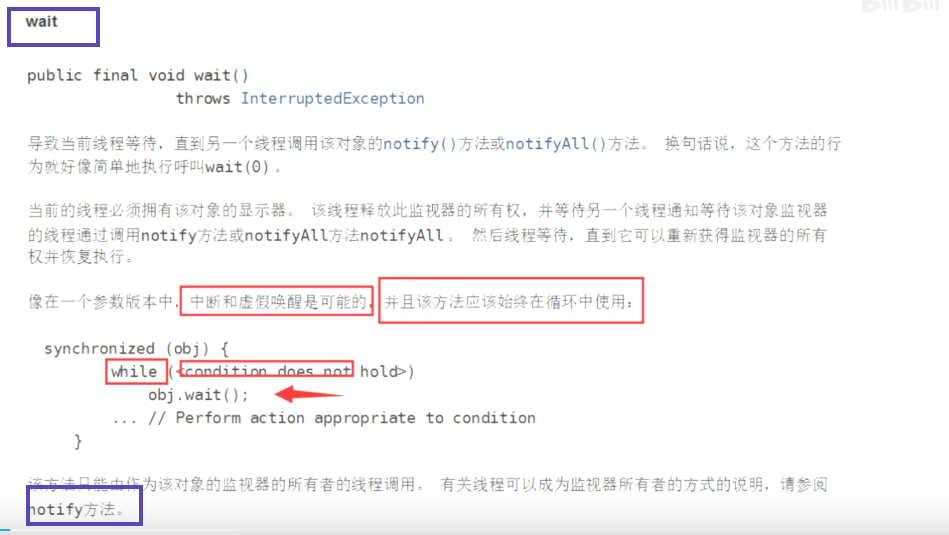 BiliBili
wait
public final void wait()
throws InterruptedException
导致当前线程等待，直到另一个线程调用该对象的notify()方法或notifyAll()方法。 换句话说，这个方法的行
为就好像简单地执行呼叫wait(0) 。
当前的线程必须拥有该对象的显示器。 该线程释放此监视器的所有权，并等待另一个线程通知等待该对象监视器
的线程通过调用notify方法或notifyAll方法notifyAll 。 然后线程等待，直到它可以重新获得监视器的所有
权并恢复执行。
像在一个参数版本中，中断和虚假唤醒是可能的，并且该方法应该始终在循环中使用：
synchronized (obj) {
while (<condition does not hold>)
obj.wait();
... // Perform action appropriate to condition
}
该方法只能由作为该对象的监视器的所有者的线程调用。 有关线程可以成为监视器所有者的方式的说明，请参阅
notify方法。